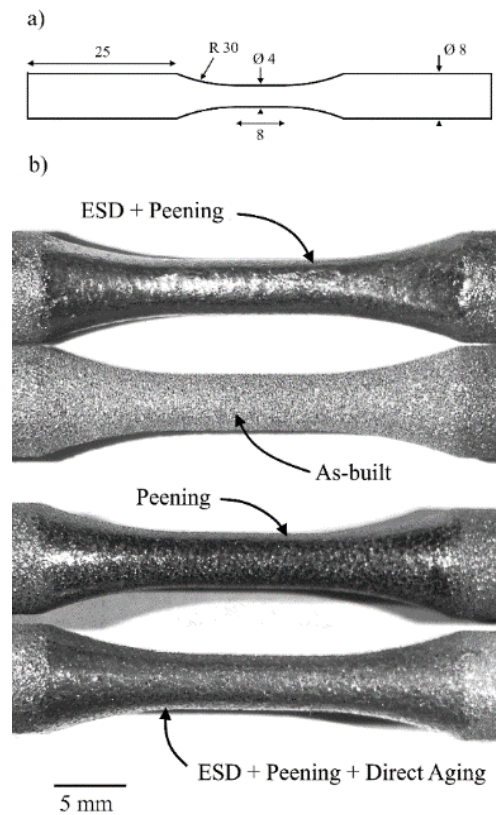 a)
25
R 30
Ø 4
Ø 8
8
b)
ESD + Peening
As-built
Peening
ESD + Peening + Direct Aging
5 mm